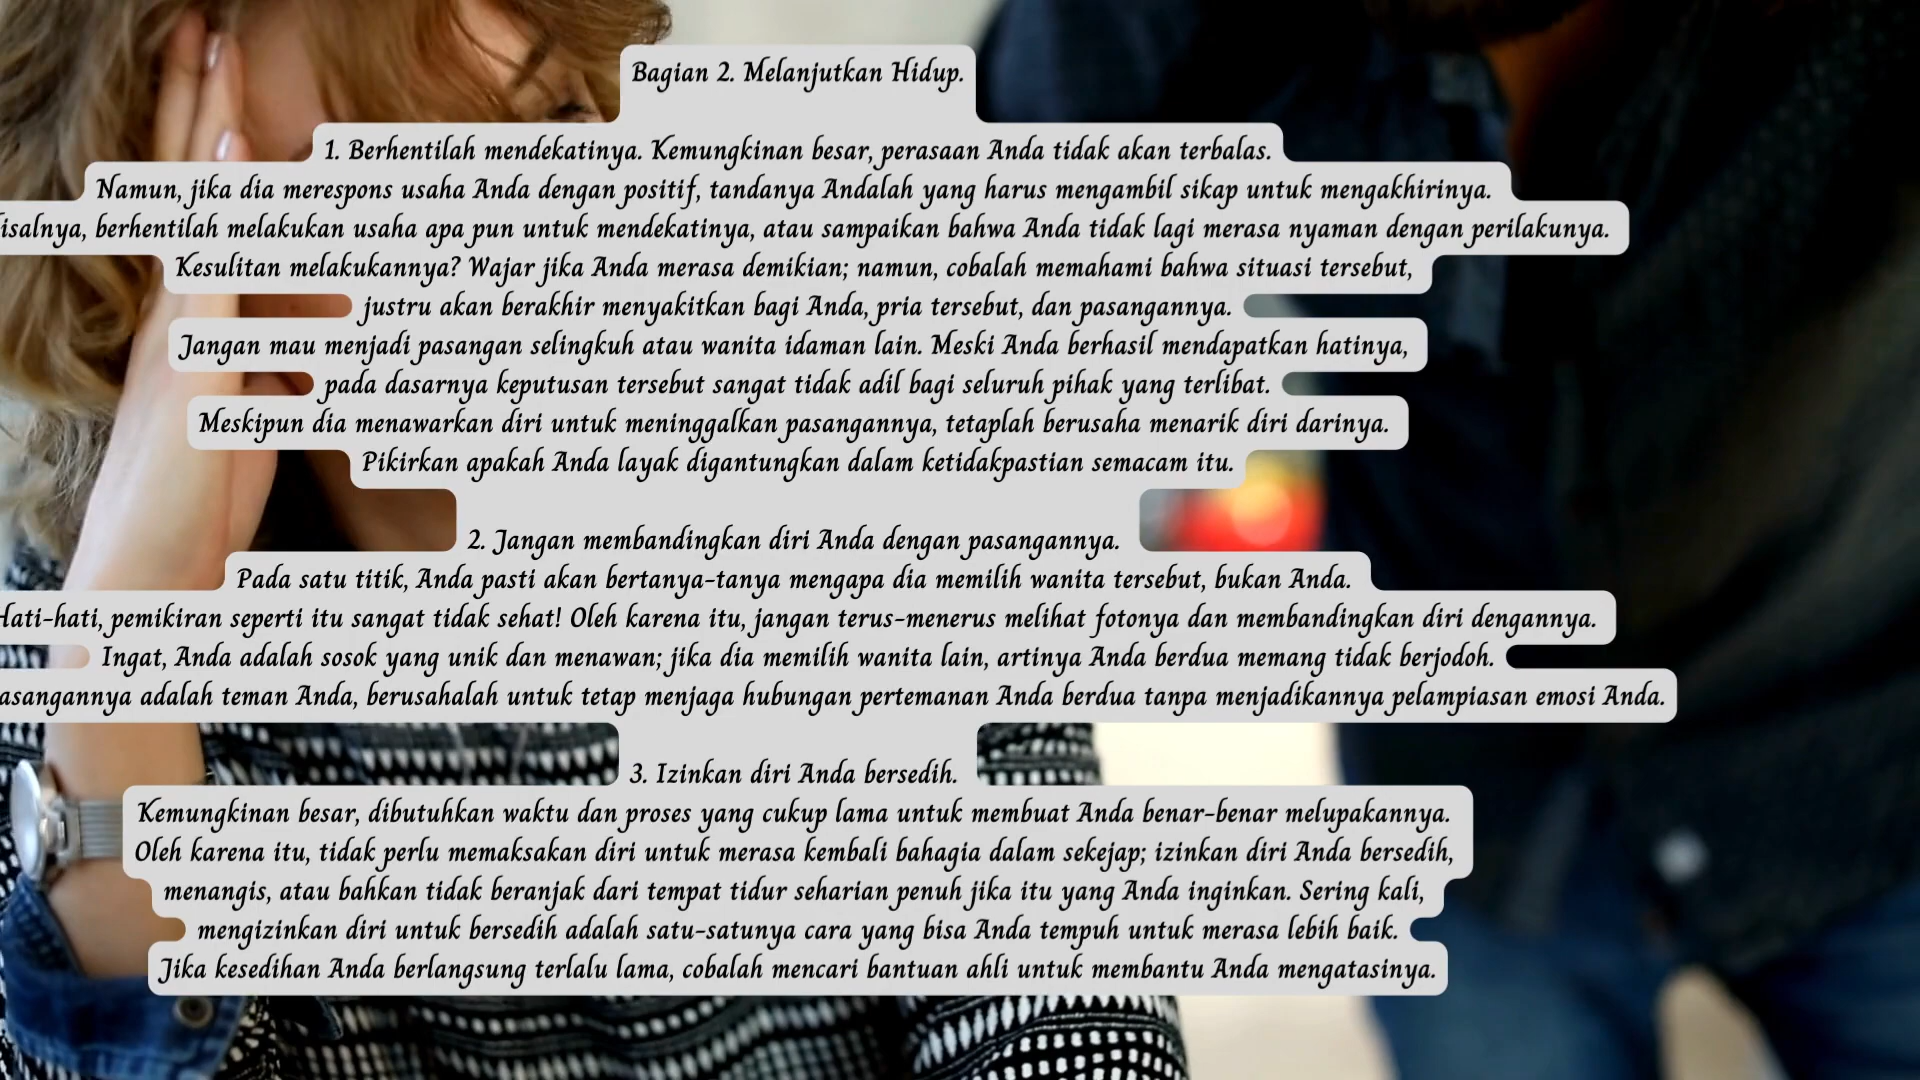 Bagian 2. Melanjutkan Hidup.
1. Berhentilah mendekatinya. Kemungkinan besar, perasaan Anda tidak akan terbalas.
Namun, jika dia merespons usaha Anda dengan positif, tandanya Andalah yang harus mengambil sikap untuk mengakhirinya.
isalnya, berhentilah melakukan usaha apa pun untuk mendekatinya, atau sampaikan bahwa Anda tidak lagi merasa nyaman dengan perilakunya.
Kesulitan melakukannya? Wajar jika Anda merasa demikian; namun, cobalah memahami bahwa situasi tersebut,
justru akan berakhir menyakitkan bagi Anda, pria tersebut, dan pasangannya.
Jangan mau menjadi pasangan selingkuh atau wanita idaman lain. Meski Anda berhasil mendapatkan hatinya,
pada dasarnya keputusan tersebut sangat tidak adil bagi seluruh pihak yang terlibat.
Meskipun dia menawarkan diri untuk meninggalkan pasangannya, tetaplah berusaha menarik diri darinya.
Pikirkan apakah Anda layak digantungkan dalam ketidakpastian semacam itu.
2. Jangan membandingkan diri Anda dengan pasangannya.
Pada satu titik, Anda pasti akan bertanya-tanya mengapa dia memilih wanita tersebut, bukan Anda.
Hati-hati, pemikiran seperti itu sangat tidak sehat! Oleh karena itu, jangan terus-menerus melihat fotonya dan membandingkan diri dengannya.
Ingat, Anda adalah sosok yang unik dan menawan; jika dia memilih wanita lain, artinya Anda berdua memang tidak berjodoh.
asangannya adalah teman Anda, berusahalah untuk tetap menjaga hubungan pertemanan Anda berdua tanpa menjadikannya pelampiasan emosi Anda.
3. Izinkan diri Anda bersedih.
Kemungkinan besar, dibutuhkan waktu dan proses yang cukup lama untuk membuat Anda benar-benar melupakannya.
Oleh karena itu, tidak perlu memaksakan diri untuk merasa kembali bahagia dalam sekejap; izinkan diri Anda bersedih,
menangis, atau bahkan tidak beranjak dari tempat tidur seharian penuh jika itu yang Anda inginkan. Sering kali,
mengizinkan diri untuk bersedih adalah satu-satunya cara yang bisa Anda tempuh untuk merasa lebih baik.
Jika kesedihan Anda berlangsung terlalu lama, cobalah mencari bantuan ahli untuk membantu Anda mengatasinya.